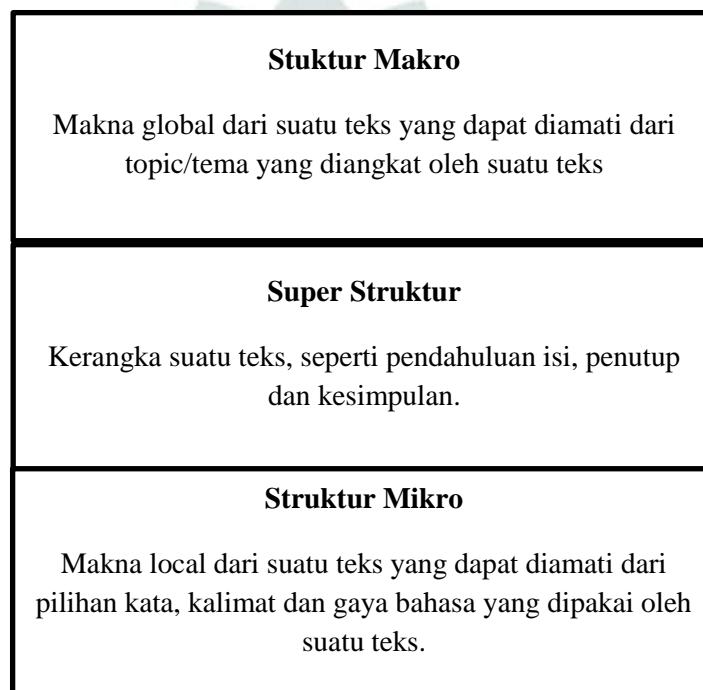 Stuktur Makro
Makna global dari suatu teks yang dapat diamati dari
topic/tema yang diangkat oleh suatu teks
Super Struktur
Kerangka suatu teks, seperti pendahuluan isi, penutup
dan kesimpulan.
Struktur Mikro
Makna local dari suatu teks yang dapat diamati dari
pilihan kata, kalimat dan gaya bahasa yang dipakai oleh
suatu teks.